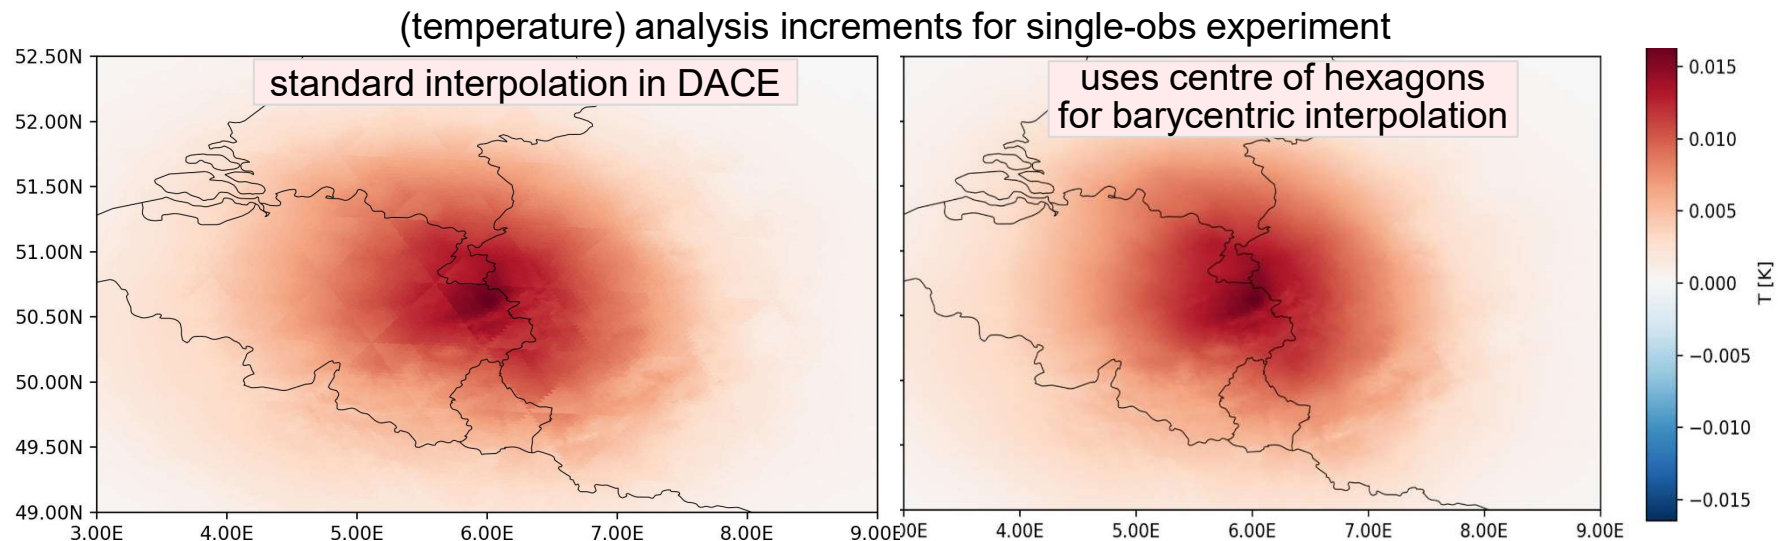 (temperature) analysis increments for single-obs experiment
standard interpolation in DACE
uses centre of hexagons
for barycentric interpolation
52.50N
52.00N
51.50N
51.00N
50.50N
50.00N
49.50N
49.00N
3.00E 4.00E 5.00E 6.00E 7.00E 8.00E 9.00E
00E 4.00E 5.00E 6.00E 7.00E 8.00E 9.00E
0.015
0.010
0.005
0.000
−0.005
−0.010
−0.015
T [K]